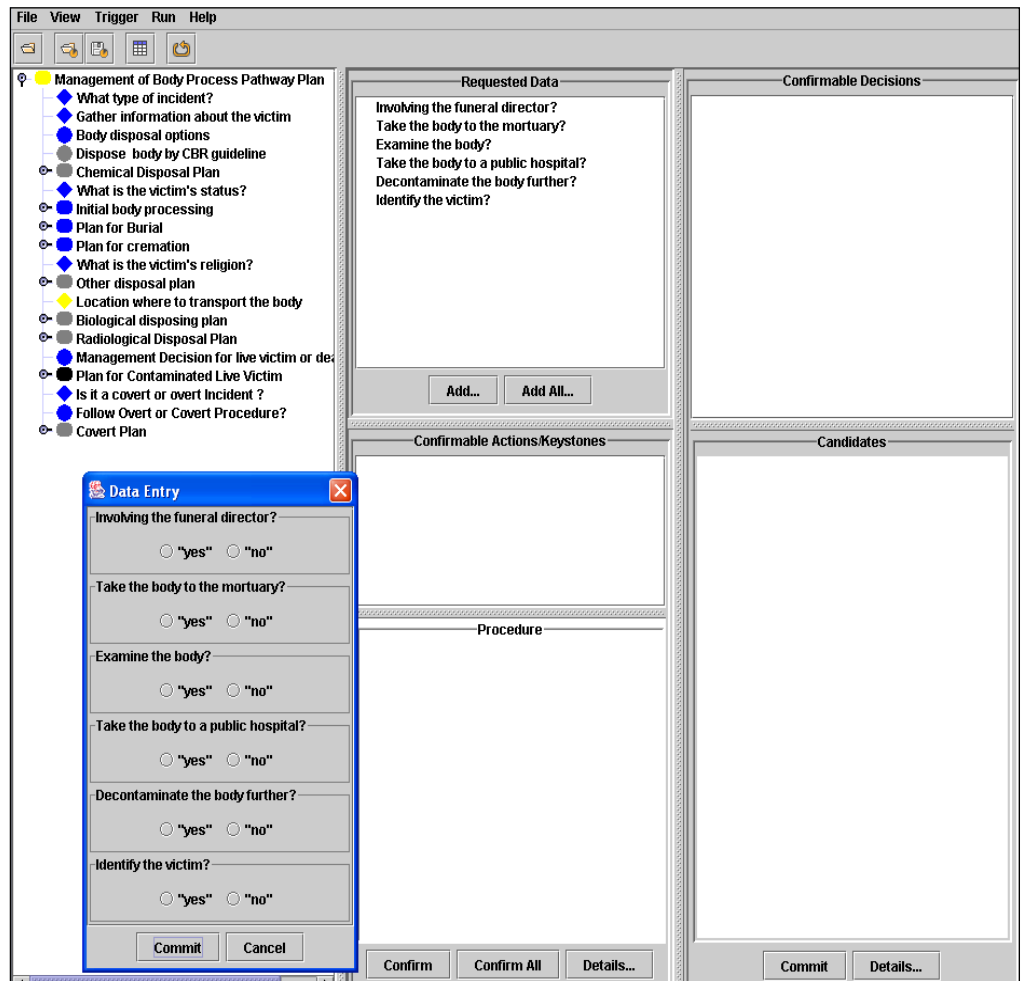 File View Trigger Run Help
Management of Body Process Pathway Plan
What type of incident?
Gather information about the victim
Body disposal options
Dispose body by CBR guideline
Chemical Disposal Plan
What is the victim's status?
Initial body processing
Plan for Burial
Plan for cremation
What is the victim's religion?
Other disposal plan
Location where to transport the body
Biological disposing plan
Radiological Disposal Plan
Management Decision for live victim or dea
Plan for Contaminated Live Victim
Is it a covert or overt Incident ?
Follow Overt or Covert Procedure?
Covert Plan
Requested Data
Involving the funeral director?
Take the body to the mortuary?
Examine the body?
Take the body to a public hospital?
Decontaminate the body further?
Identify the victim?
Add... Add All...
Confirmable Actions/Keystones
Procedure
Confirm Confirm All Details...
Confirmable Decisions
Candidates
Commit Details...
Data Entry
Involving the funeral director?
"yes" "no"
Take the body to the mortuary?
"yes" "no"
Examine the body?
"yes" "no"
Take the body to a public hospital?
"yes" "no"
Decontaminate the body further?
"yes" "no"
Identify the victim?
"yes" "no"
Commit Cancel